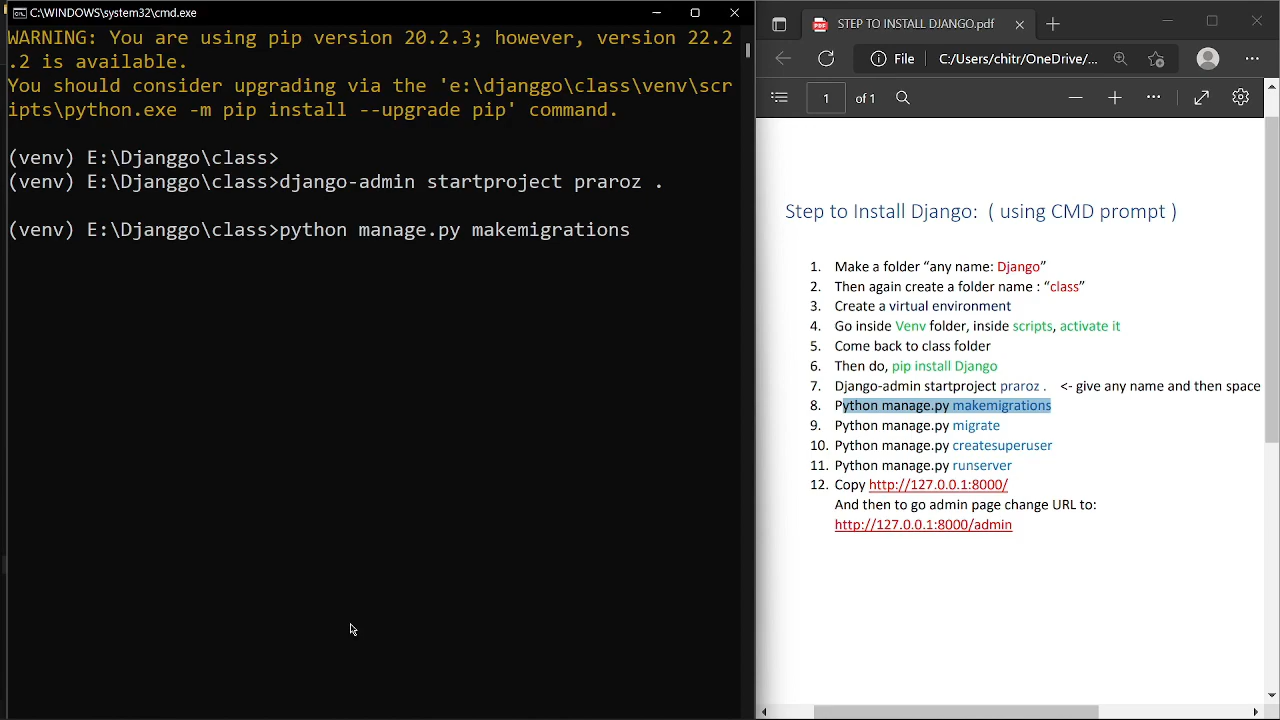 C:\WINDOWS\system32\cmd.exe
WARNING: You are using pip version 20.2.3; however, version 22.2
.2 is available.
You should consider upgrading via the 'e:\djanggo\class\venv\scr
ipts\python.exe -m pip install --upgrade pip' command.
(venv) E:\Djanggo\class>
(venv) E:\Djanggo\class>django-admin startproject praroz .
(venv) E:\Djanggo\class>python manage.py makemigrations
STEP TO INSTALL DJANGO.pdf
File C:/Users/chitr/OneDrive/...
1 of 1
Step to Install Django: ( using CMD prompt )
1. Make a folder “any name: Django”
2. Then again create a folder name : “class”
3. Create a virtual environment
4. Go inside Venv folder, inside scripts, activate it
5. Come back to class folder
6. Then do, pip install Django
7. Django-admin startproject praroz . <- give any name and then space
8. Python manage.py makemigrations
9. Python manage.py migrate
10. Python manage.py createsuperuser
11. Python manage.py runserver
12. Copy http://127.0.0.1:8000/
And then to go admin page change URL to:
http://127.0.0.1:8000/admin